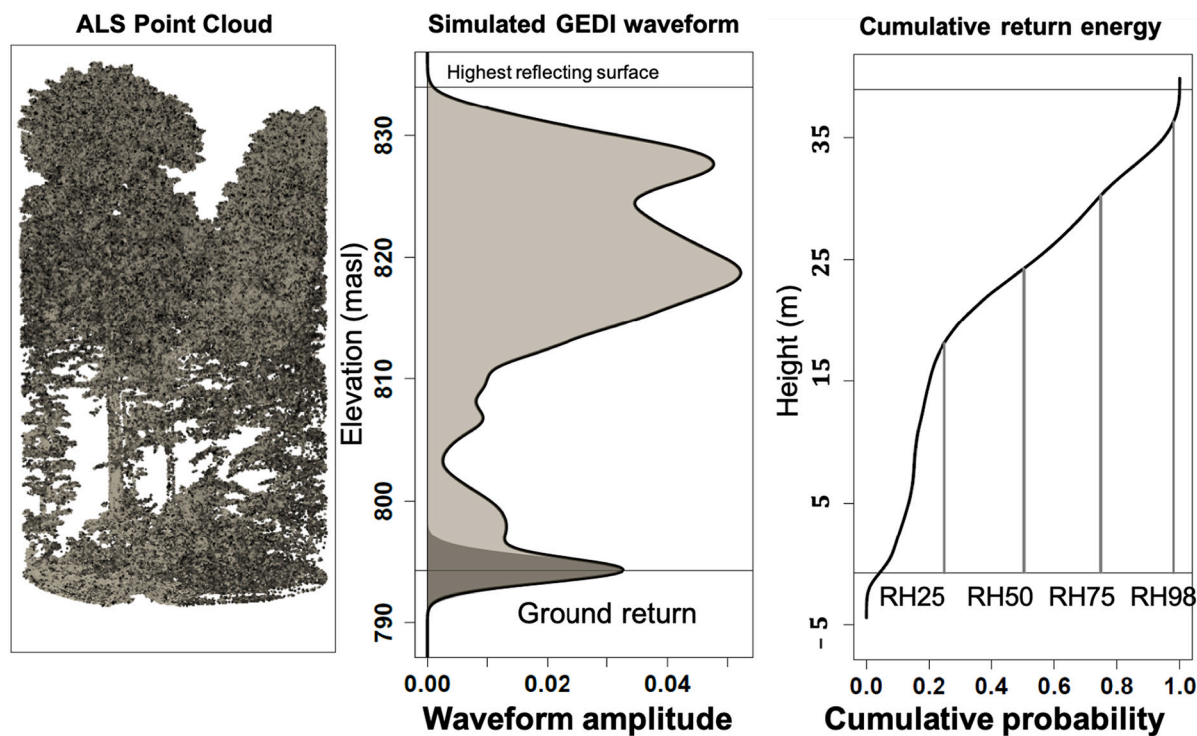 ALS Point Cloud
Simulated GEDI waveform
Cumulative return energy
Highest reflecting surface
Elevation (masl)
830
820
810
800
790
Ground return
0.00
0.02
0.04
Waveform amplitude
Height (m)
35
25
15
5
-5
RH25
RH50
RH75
RH98
0.0
0.2
0.4
0.6
0.8
1.0
Cumulative probability